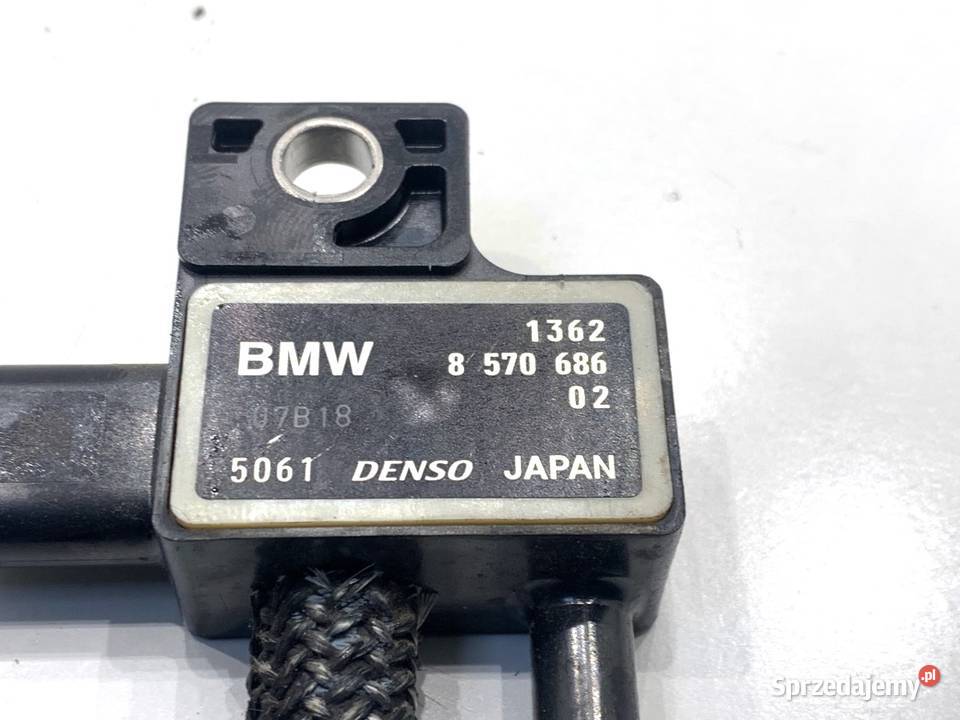 1362
BMW 8 570 686
02
07B18
5061 DENSO JAPAN
Sprzedajemy.pl